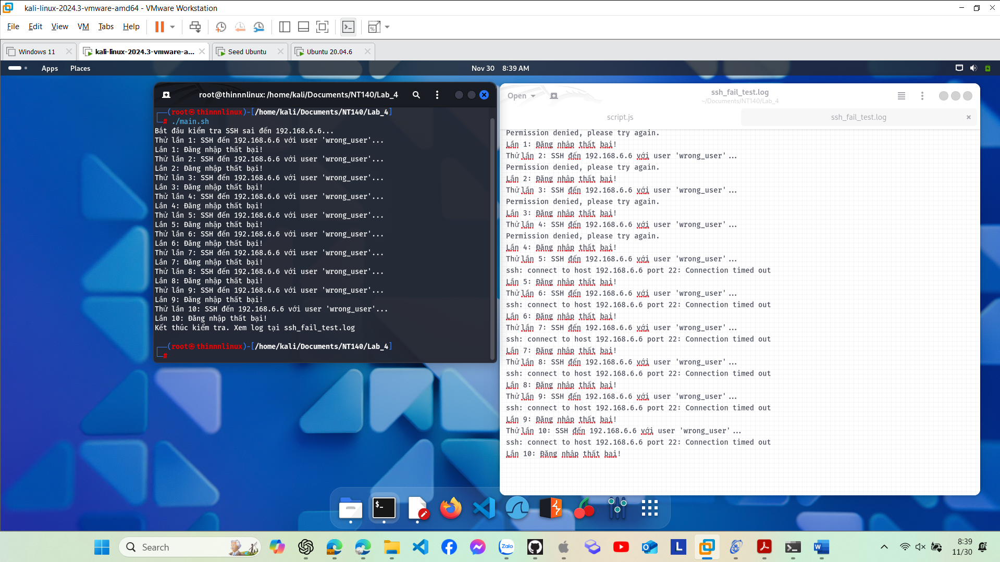 kali-linux-2024.3-vmware-amd64 - VMware Workstation
File Edit View VM Tabs Help
Windows 11
kali-linux-2024.3-vmware-a...
Seed Ubuntu
Ubuntu 20.04.6
Apps Places
Nov 30 8:39 AM
root@thinnnlinux: /home/kali/Documents/NT140/Lab_4
┌──(root㉿thinnnlinux)-[/home/kali/Documents/NT140/Lab_4]
└─# ./main.sh
Bắt đầu kiểm tra SSH sai đến 192.168.6.6...
Thử lần 1: SSH đến 192.168.6.6 với user 'wrong_user'...
Lần 1: Đăng nhập thất bại!
Thử lần 2: SSH đến 192.168.6.6 với user 'wrong_user'...
Lần 2: Đăng nhập thất bại!
Thử lần 3: SSH đến 192.168.6.6 với user 'wrong_user'...
Lần 3: Đăng nhập thất bại!
Thử lần 4: SSH đến 192.168.6.6 với user 'wrong_user'...
Lần 4: Đăng nhập thất bại!
Thử lần 5: SSH đến 192.168.6.6 với user 'wrong_user'...
Lần 5: Đăng nhập thất bại!
Thử lần 6: SSH đến 192.168.6.6 với user 'wrong_user'...
Lần 6: Đăng nhập thất bại!
Thử lần 7: SSH đến 192.168.6.6 với user 'wrong_user'...
Lần 7: Đăng nhập thất bại!
Thử lần 8: SSH đến 192.168.6.6 với user 'wrong_user'...
Lần 8: Đăng nhập thất bại!
Thử lần 9: SSH đến 192.168.6.6 với user 'wrong_user'...
Lần 9: Đăng nhập thất bại!
Thử lần 10: SSH đến 192.168.6.6 với user 'wrong_user'...
Lần 10: Đăng nhập thất bại!
Kết thúc kiểm tra. Xem log tại ssh_fail_test.log
┌──(root㉿thinnnlinux)-[/home/kali/Documents/NT140/Lab_4]
└─#
Open
ssh_fail_test.log
~/Documents/NT140/Lab_4
script.js
ssh_fail_test.log
Permission denied, please try again.
Lần 1: Đăng nhập thất bại!
Thử lần 2: SSH đến 192.168.6.6 với user 'wrong_user'...
Permission denied, please try again.
Lần 2: Đăng nhập thất bại!
Thử lần 3: SSH đến 192.168.6.6 với user 'wrong_user'...
Permission denied, please try again.
Lần 3: Đăng nhập thất bại!
Thử lần 4: SSH đến 192.168.6.6 với user 'wrong_user'...
Permission denied, please try again.
Lần 4: Đăng nhập thất bại!
Thử lần 5: SSH đến 192.168.6.6 với user 'wrong_user'...
ssh: connect to host 192.168.6.6 port 22: Connection timed out
Lần 5: Đăng nhập thất bại!
Thử lần 6: SSH đến 192.168.6.6 với user 'wrong_user'...
ssh: connect to host 192.168.6.6 port 22: Connection timed out
Lần 6: Đăng nhập thất bại!
Thử lần 7: SSH đến 192.168.6.6 với user 'wrong_user'...
ssh: connect to host 192.168.6.6 port 22: Connection timed out
Lần 7: Đăng nhập thất bại!
Thử lần 8: SSH đến 192.168.6.6 với user 'wrong_user'...
ssh: connect to host 192.168.6.6 port 22: Connection timed out
Lần 8: Đăng nhập thất bại!
Thử lần 9: SSH đến 192.168.6.6 với user 'wrong_user'...
ssh: connect to host 192.168.6.6 port 22: Connection timed out
Lần 9: Đăng nhập thất bại!
Thử lần 10: SSH đến 192.168.6.6 với user 'wrong_user'...
ssh: connect to host 192.168.6.6 port 22: Connection timed out
Lần 10: Đăng nhập thất bại!
Search
Zalo
L
W
8:39
11/30